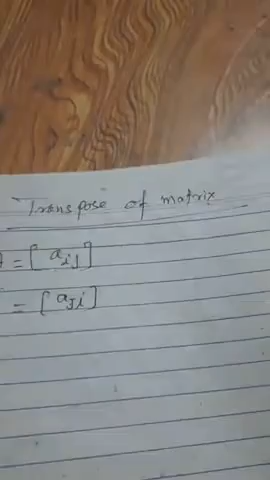 Transpose of matrix
= [aij]
= [aji]